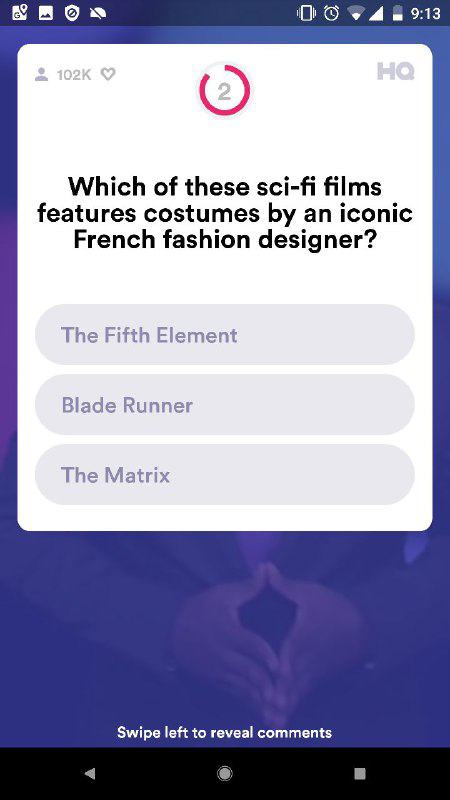 9:13
102K
2
HQ
Which of these sci-fi films
features costumes by an iconic
French fashion designer?
The Fifth Element
Blade Runner
The Matrix
Swipe left to reveal comments